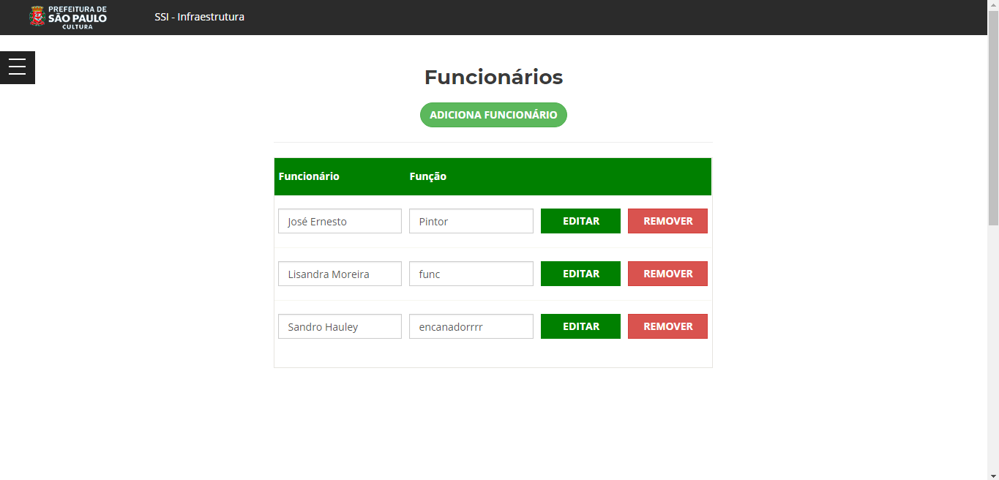 PREFEITURA DE
SÃO PAULO
CULTURA
SSI - Infraestrutura
Funcionários
ADICIONA FUNCIONÁRIO
Funcionário Função
José Ernesto Pintor EDITAR REMOVER
Lisandra Moreira func EDITAR REMOVER
Sandro Hauley encanadorrrr EDITAR REMOVER